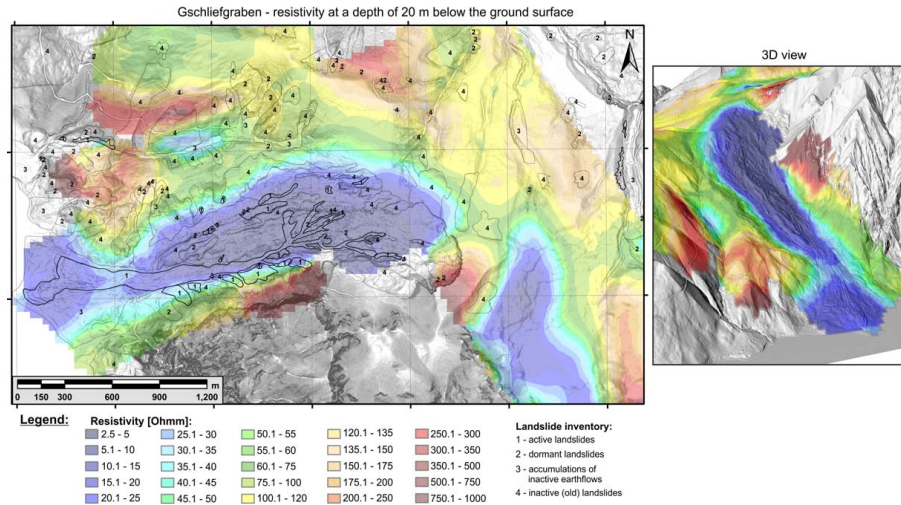 Gschliefgraben - resistivity at a depth of 20 m below the ground surface
N
3D view
0 150 300 600 900 1,200 m
Legend:
Resistivity [Ohmm]
2.5 - 5
5.1 - 10
10.1 - 15
15.1 - 20
20.1 - 25
25.1 - 30
30.1 - 35
35.1 - 40
40.1 - 45
45.1 - 50
50.1 - 55
55.1 - 60
60.1 - 75
75.1 - 100
100.1 - 120
120.1 - 135
135.1 - 150
150.1 - 175
175.1 - 200
200.1 - 250
250.1 - 300
300.1 - 350
350.1 - 500
500.1 - 750
750.1 - 1000
Landslide inventory:
1 - active landslides
2 - dormant landslides
3 - accumulations of
inactive earthflows
4 - inactive (old) landslides